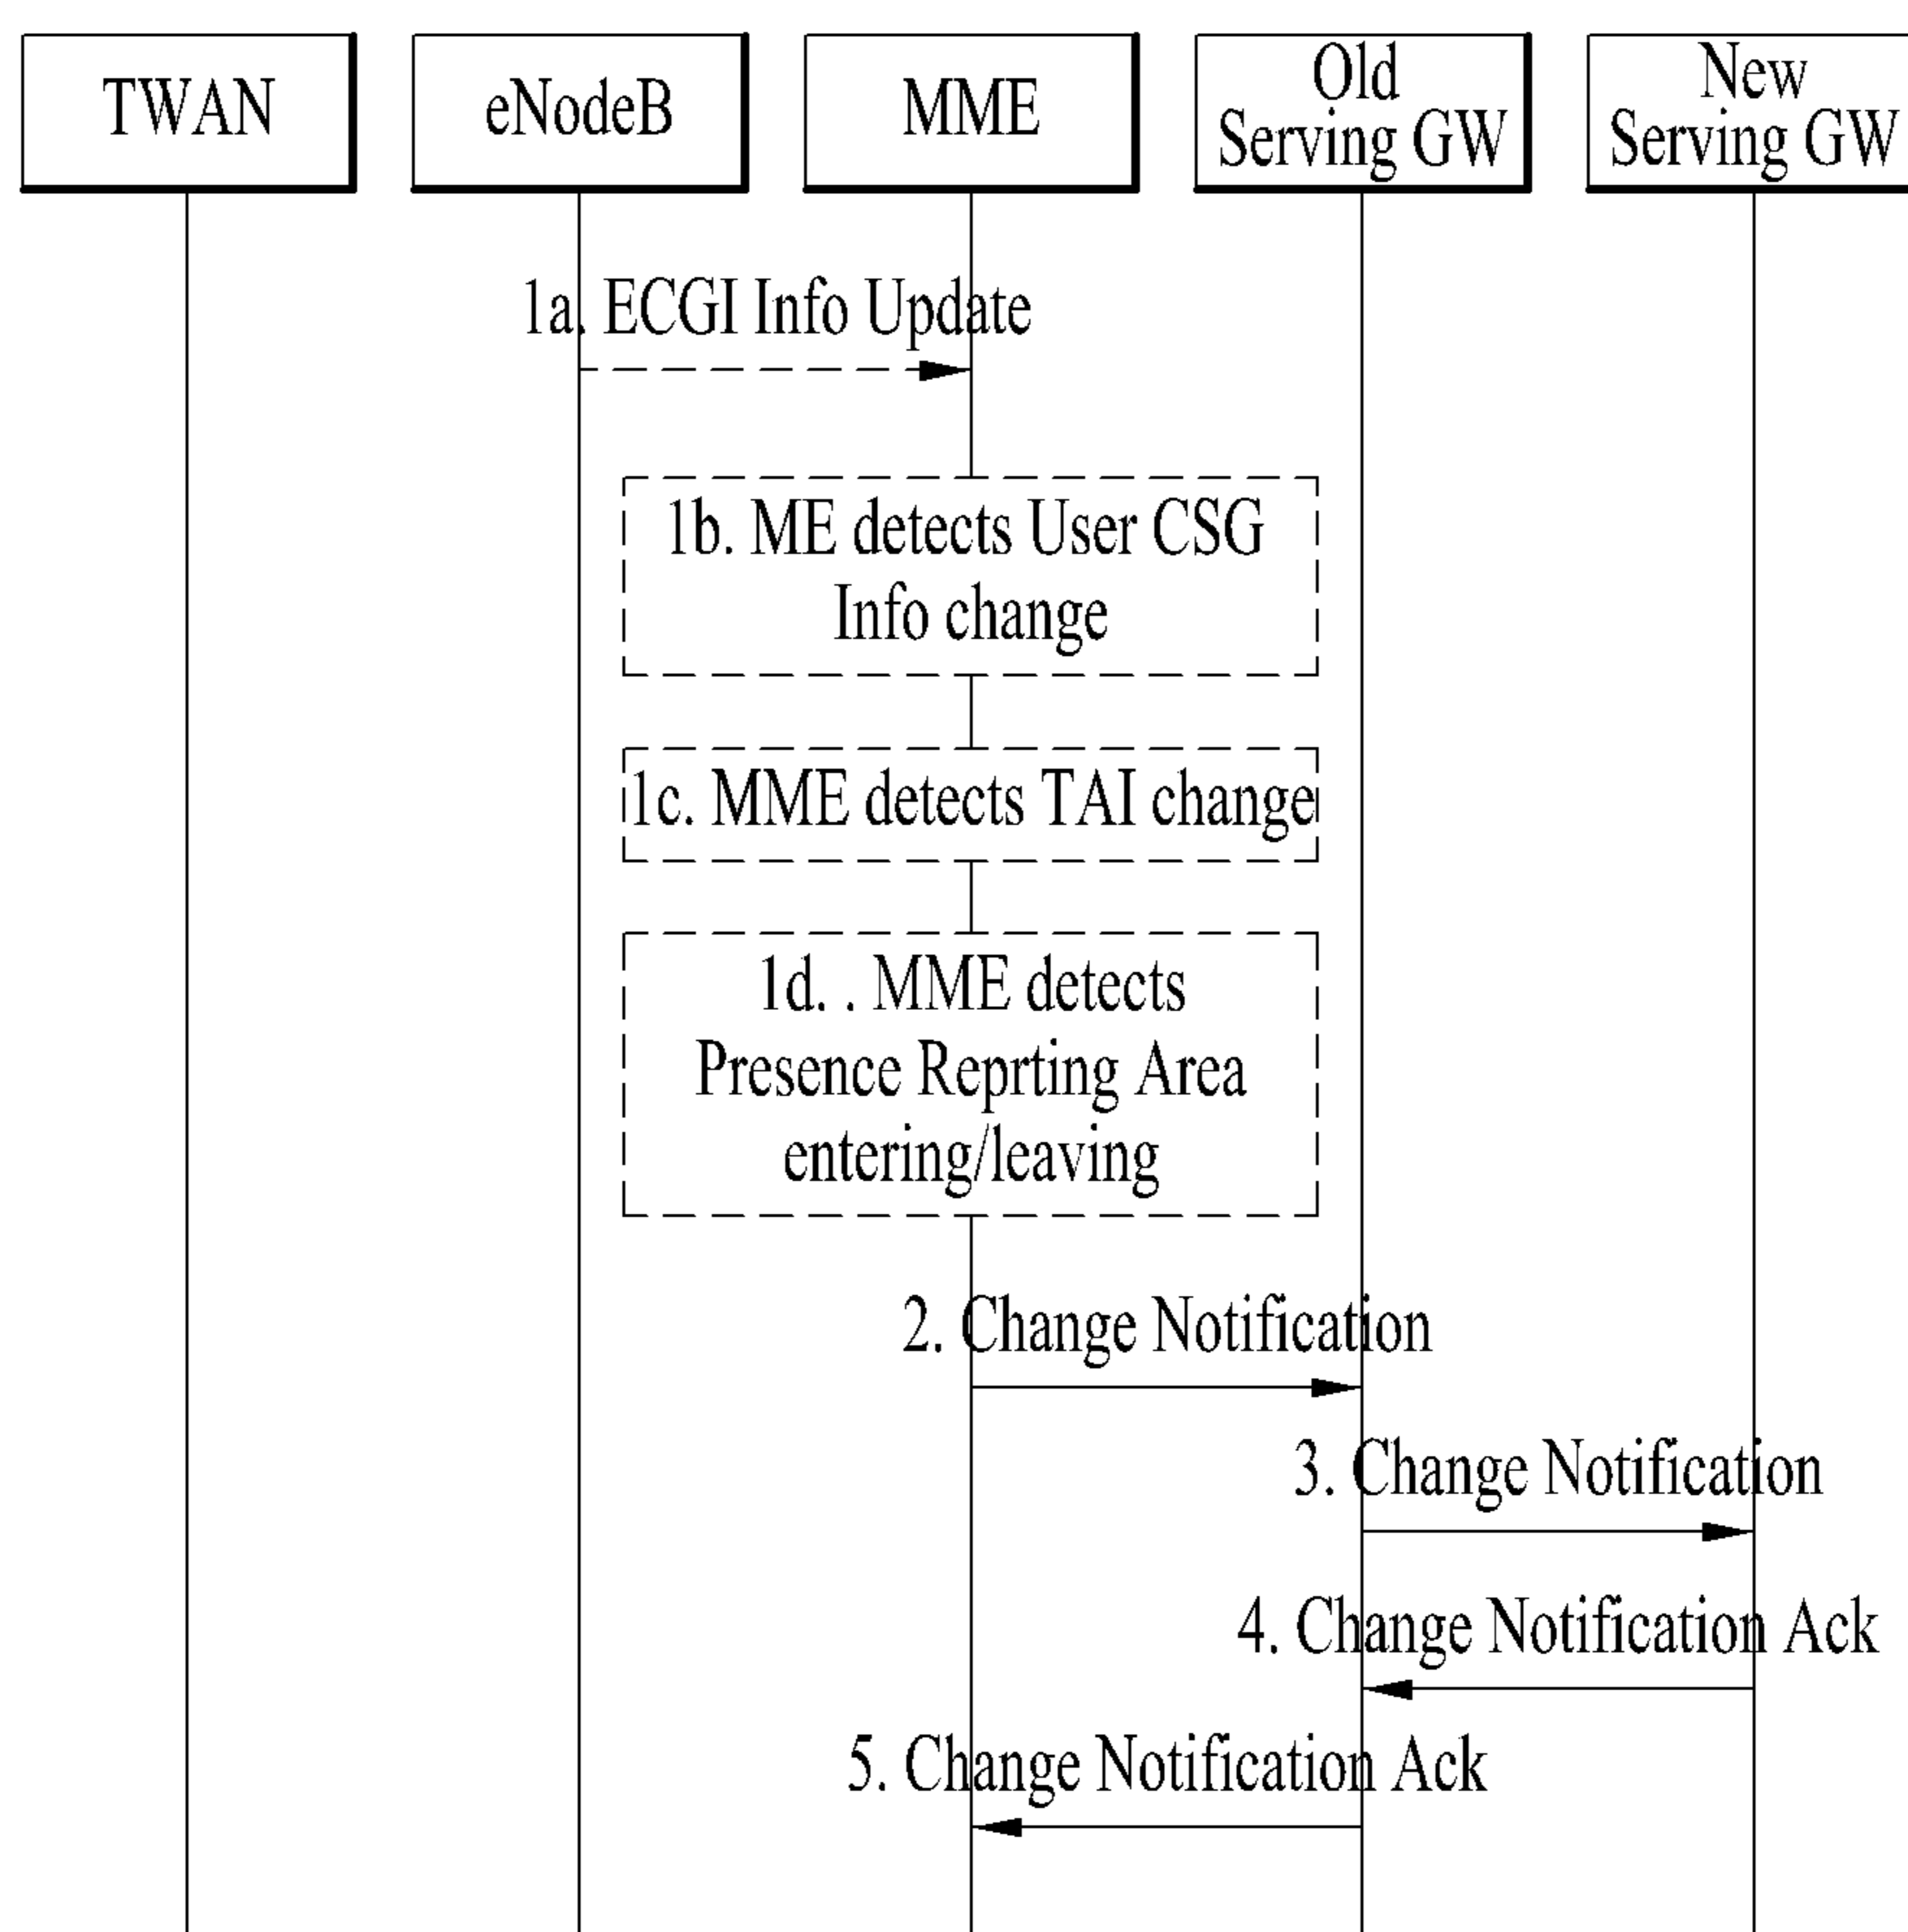 TWAN
eNodeB
MME
Old
Serving GW
New
Serving GW
1a. ECGI Info Update
1b. ME detects User CSG
Info change
1c. MME detects TAI change
1d. . MME detects
Presence Reprting Area
entering/leaving
2. Change Notification
3. Change Notification
4. Change Notification Ack
5. Change Notification Ack